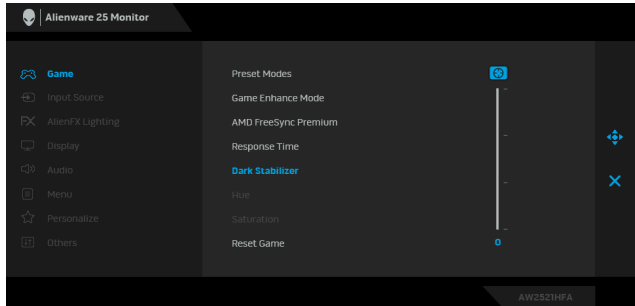 Alienware 25 Monitor
Game
Input Source
AlienFX Lighting
Display
Audio
Menu
Personalize
Others
Preset Modes
Game Enhance Mode
AMD FreeSync Premium
Response Time
Dark Stabilizer
Hue
Saturation
Reset Game
0
AW2521HFA